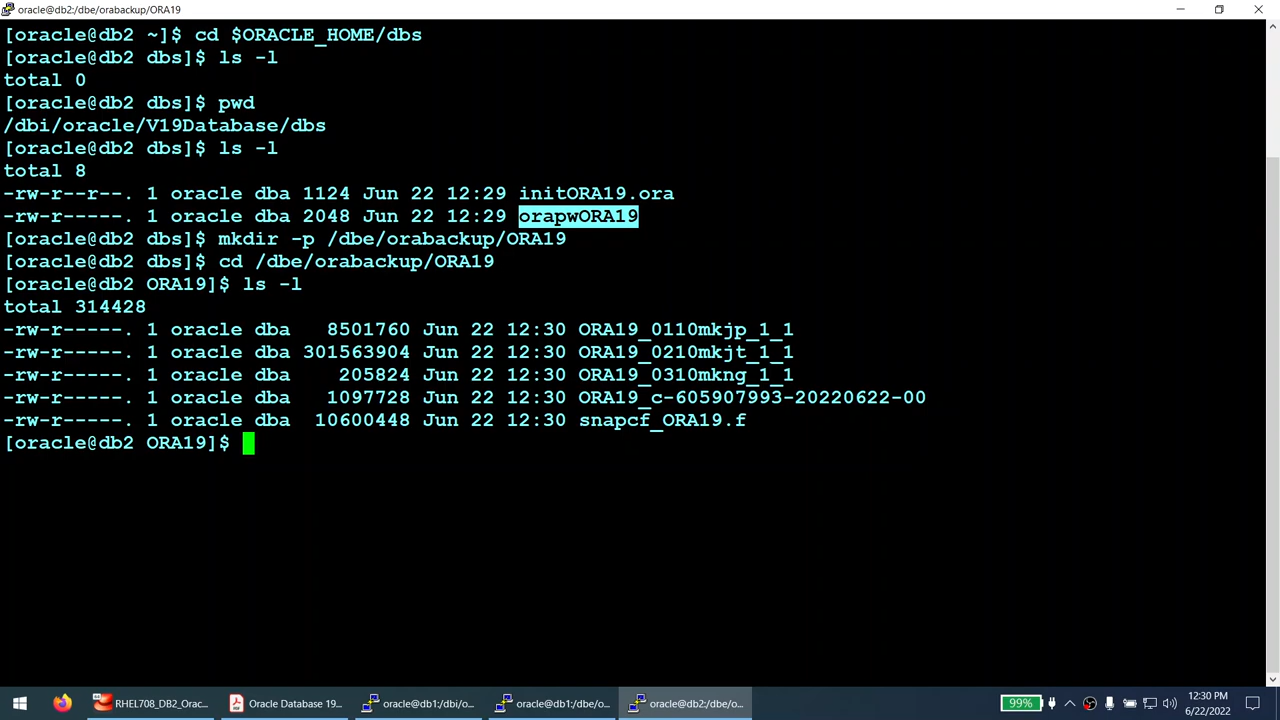 oracle@db2:/dbe/orabackup/ORA19
[oracle@db2 ~]$ cd $ORACLE_HOME/dbs
[oracle@db2 dbs]$ ls -l
total 0
[oracle@db2 dbs]$ pwd
/dbi/oracle/V19Database/dbs
[oracle@db2 dbs]$ ls -l
total 8
-rw-r--r--. 1 oracle dba 1124 Jun 22 12:29 initORA19.ora
-rw-r-----. 1 oracle dba 2048 Jun 22 12:29 orapwORA19
[oracle@db2 dbs]$ mkdir -p /dbe/orabackup/ORA19
[oracle@db2 dbs]$ cd /dbe/orabackup/ORA19
[oracle@db2 ORA19]$ ls -l
total 314428
-rw-r-----. 1 oracle dba   8501760 Jun 22 12:30 ORA19_0110mkjp_1_1
-rw-r-----. 1 oracle dba 301563904 Jun 22 12:30 ORA19_0210mkjt_1_1
-rw-r-----. 1 oracle dba    205824 Jun 22 12:30 ORA19_0310mkng_1_1
-rw-r-----. 1 oracle dba   1097728 Jun 22 12:30 ORA19_c-605907993-20220622-00
-rw-r-----. 1 oracle dba  10600448 Jun 22 12:30 snapcf_ORA19.f
[oracle@db2 ORA19]$
RHEL708_DB2_Orac... Oracle Database 19... oracle@db1:/dbi/o... oracle@db1:/dbe/o... oracle@db2:/dbe/o... 99% 12:30 PM
6/22/2022